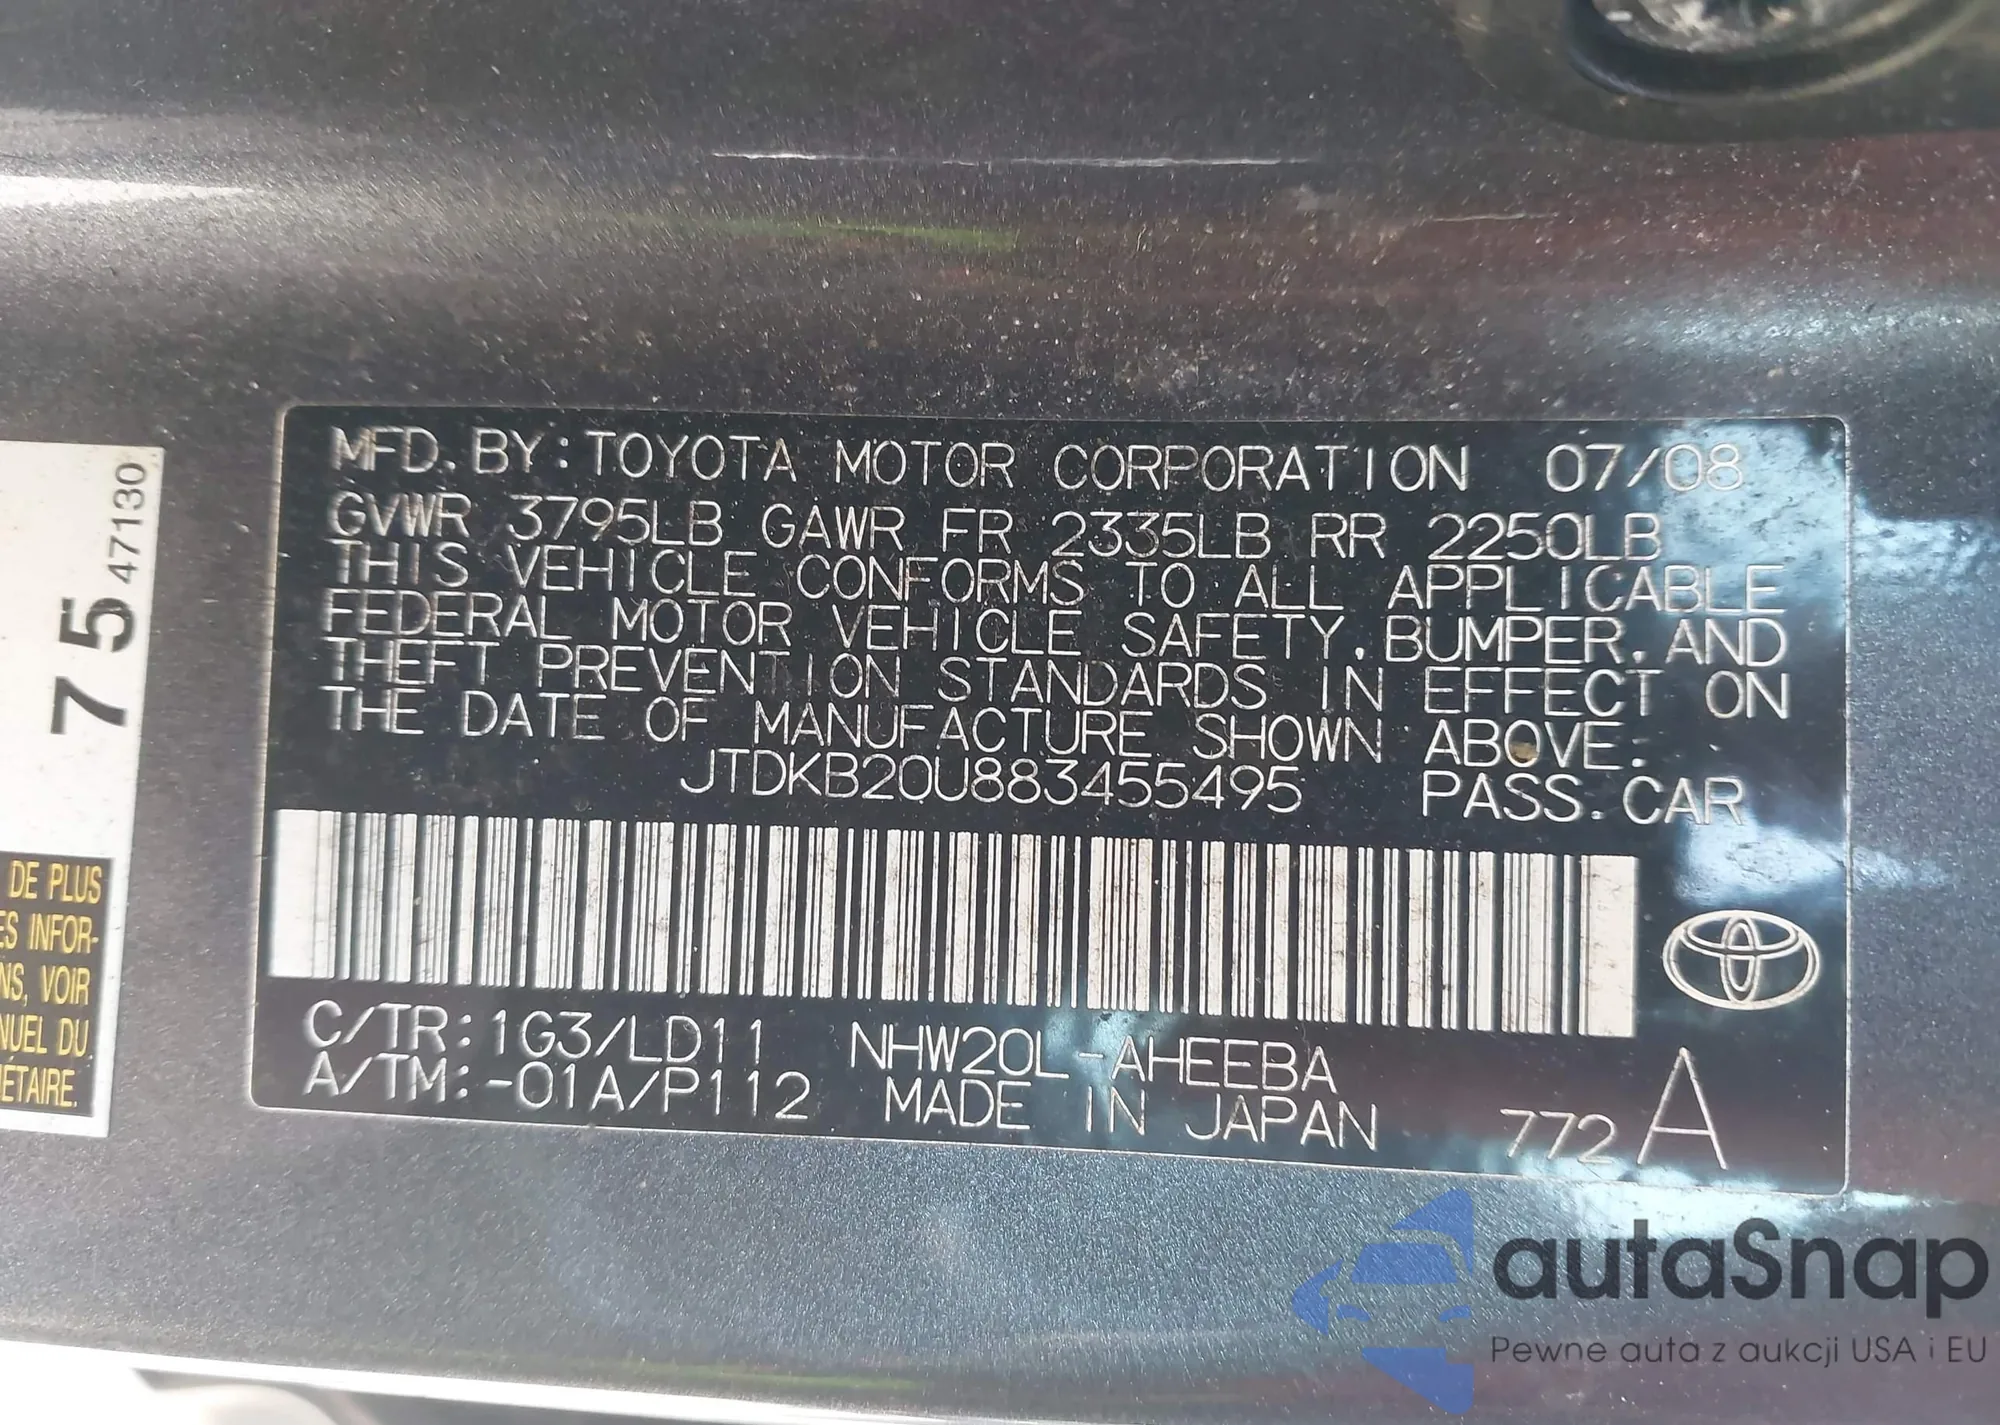 MFD. BY: TOYOTA MOTOR CORPORATION 07/08
GVWR 3795LB GAWR FR 2335LB RR 2250LB
THIS VEHICLE CONFORMS TO ALL APPLICABLE
FEDERAL MOTOR VEHICLE SAFETY, BUMPER, AND
THEFT PREVENTION STANDARDS IN EFFECT ON
THE DATE OF MANUFACTURE SHOWN ABOVE.
JTDKB20U883455495 PASS. CAR
C/TR: 1G3/LD11 NHW20L-AHEEBA
A/TM: -01A/P112 MADE IN JAPAN 772 A
75
47130
DE PLUS
ES INFOR-
NS, VOIR
NUEL DU
ÉTAIRE.
autaSnap
Pewne auta z aukcji USA i EU